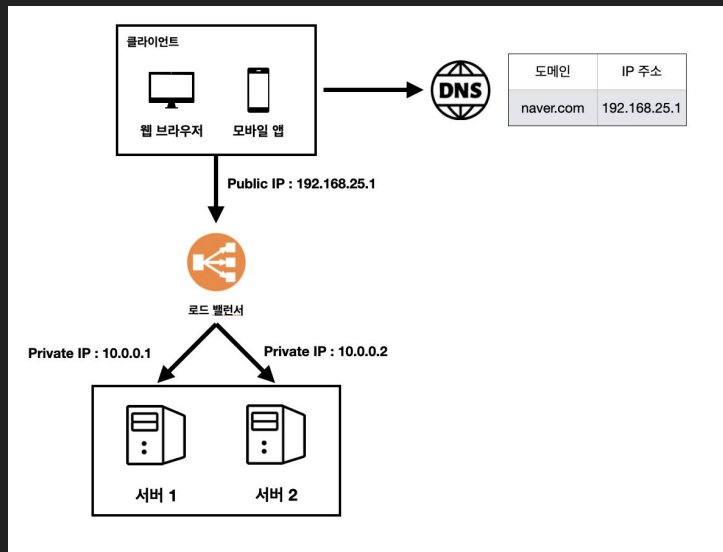 클라이언트
웹 브라우저
모바일 앱
DNS
도메인
IP 주소
naver.com
192.168.25.1
Public IP : 192.168.25.1
로드 밸런서
Private IP : 10.0.0.1
Private IP : 10.0.0.2
서버 1
서버 2